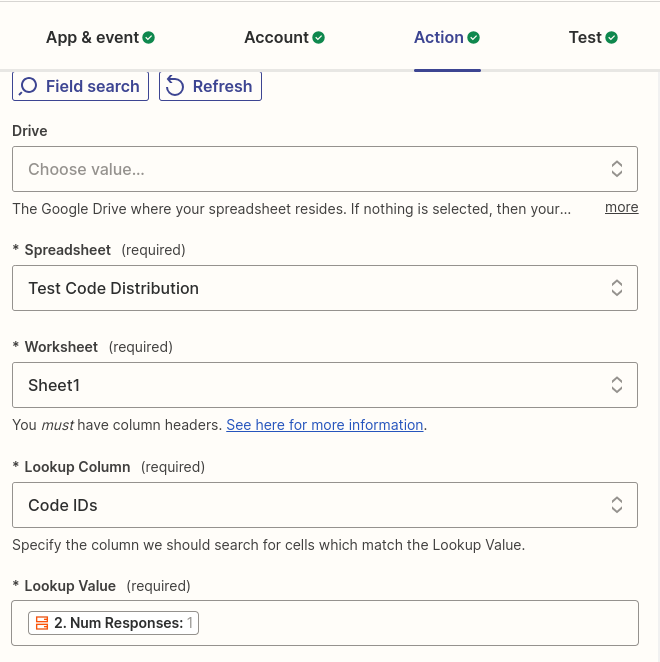 App & event Account Action Test
Field search Refresh
Drive
Choose value...
The Google Drive where your spreadsheet resides. If nothing is selected, then your... more
* Spreadsheet (required)
Test Code Distribution
* Worksheet (required)
Sheet1
You must have column headers. See here for more information.
* Lookup Column (required)
Code IDs
Specify the column we should search for cells which match the Lookup Value.
* Lookup Value (required)
2. Num Responses: 1